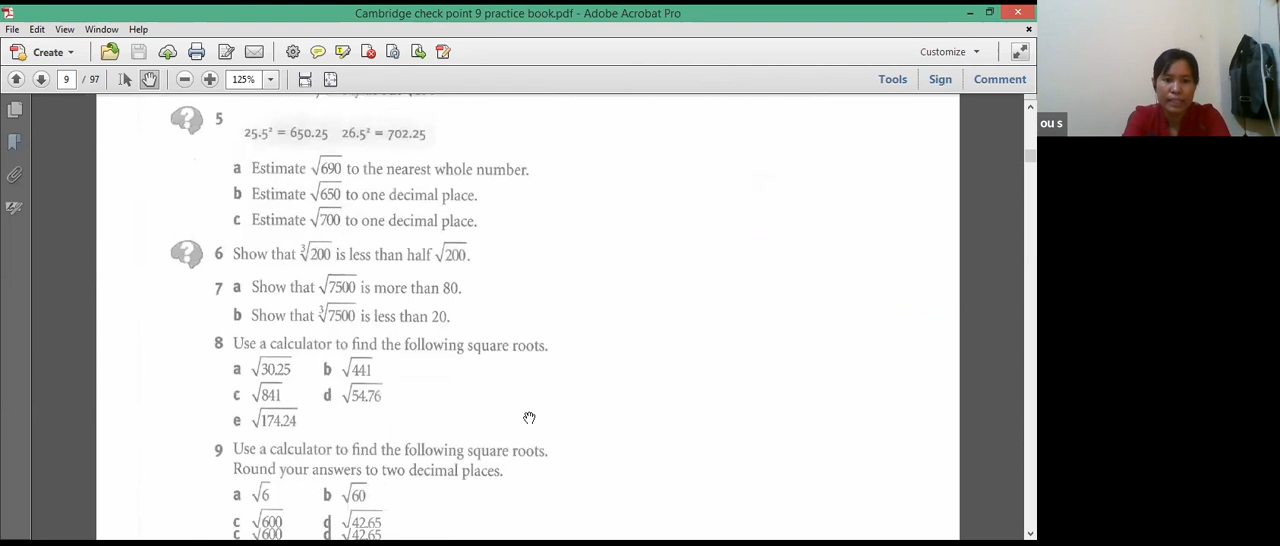 Cambridge check point 9 practice book.pdf - Adobe Acrobat Pro
File Edit View Window Help
Create Customize
9 / 97 125% Tools Sign Comment
5
25.5² = 650.25 26.5² = 702.25
a Estimate √690 to the nearest whole number.
b Estimate √650 to one decimal place.
c Estimate √700 to one decimal place.
6 Show that ∛200 is less than half √200.
7 a Show that √7500 is more than 80.
b Show that ∛7500 is less than 20.
8 Use a calculator to find the following square roots.
a √30.25 b √441
c √841 d √54.76
e √174.24
9 Use a calculator to find the following square roots.
Round your answers to two decimal places.
a √6 b √60
c √600 d √42.65
c √600 d √42.65
ou s